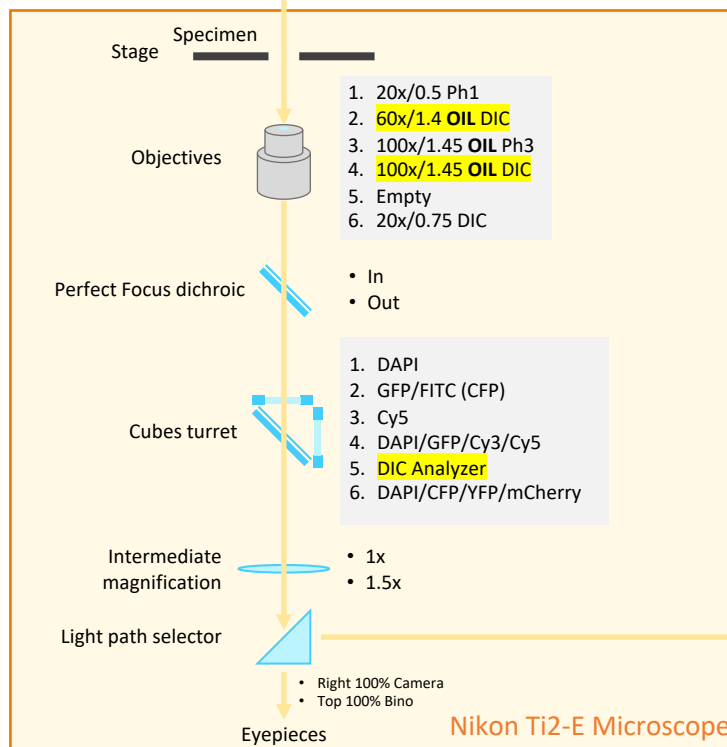 Specimen
Stage
Objectives
1. 20x/0.5 Ph1
2. 60x/1.4 OIL DIC
3. 100x/1.45 OIL Ph3
4. 100x/1.45 OIL DIC
5. Empty
6. 20x/0.75 DIC
Perfect Focus dichroic
• In
• Out
Cubes turret
1. DAPI
2. GFP/FITC (CFP)
3. Cy5
4. DAPI/GFP/Cy3/Cy5
5. DIC Analyzer
6. DAPI/CFP/YFP/mCherry
Intermediate
magnification
• 1x
• 1.5x
Light path selector
• Right 100% Camera
• Top 100% Bino
Eyepieces
Nikon Ti2-E Microscope